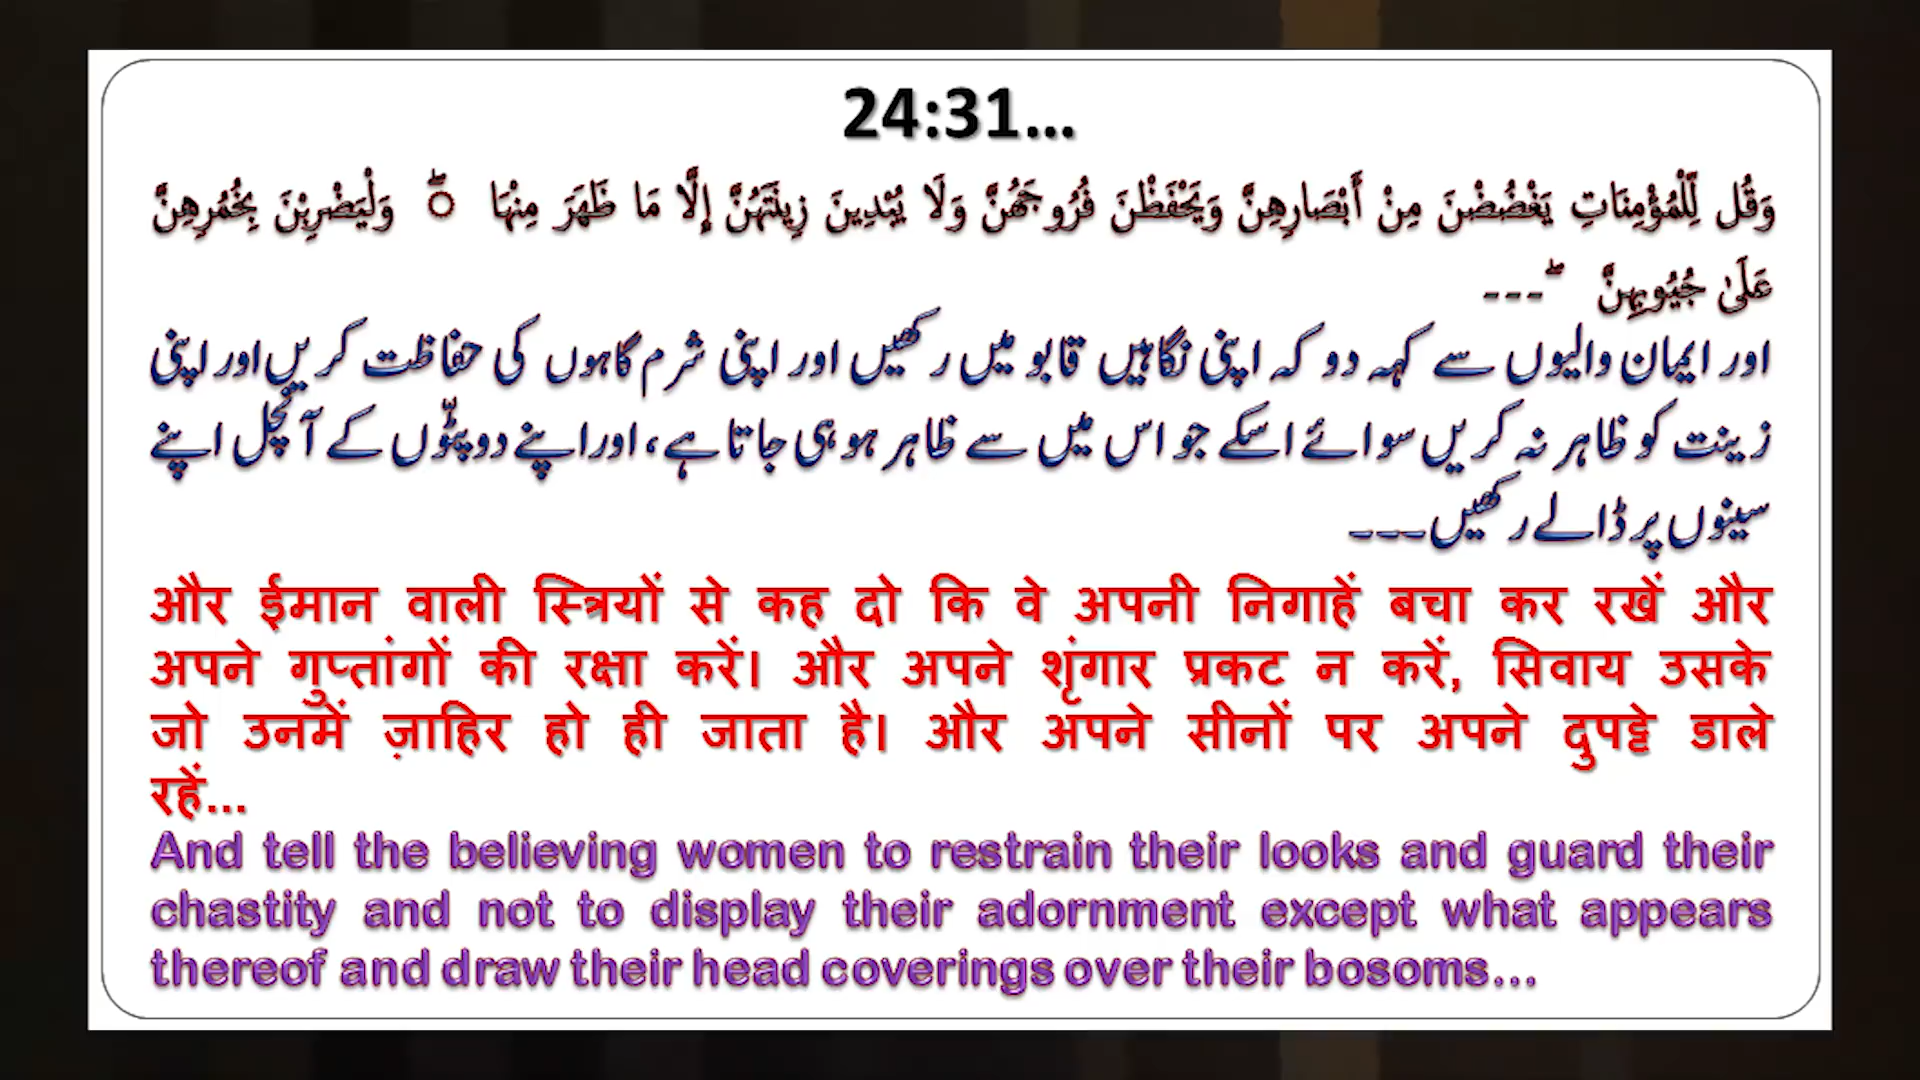 24:31...
وَقُل لِّلْمُؤْمِنَاتِ يَغْضُضْنَ مِنْ أَبْصَارِهِنَّ وَيَحْفَظْنَ فُرُوجَهُنَّ وَلَا يُبْدِينَ زِينَتَهُنَّ إِلَّا مَا ظَهَرَ مِنْهَا ۖ وَلْيَضْرِبْنَ بِخُمُرِهِنَّ
عَلَىٰ جُيُوبِهِنَّ ۖ ---
اور ایمان والیوں سے کہہ دو کہ اپنی نگاہیں قابو میں رکھیں اور اپنی شرم گاہوں کی حفاظت کریں اور اپنی
زینت کو ظاہر نہ کریں سوائے اسکے جو اس میں سے ظاہر ہو ہی جاتا ہے، اور اپنے دوپٹّوں کے آنچل اپنے
سینوں پر ڈالے رکھیں۔۔۔۔
और ईमान वाली स्त्रियों से कह दो कि वे अपनी निगाहें बचा कर रखें और
अपने गुप्तांगों की रक्षा करें। और अपने शृंगार प्रकट न करें, सिवाय उसके
जो उनमें ज़ाहिर हो ही जाता है। और अपने सीनों पर अपने दुपट्टे डाले
रहें...
And tell the believing women to restrain their looks and guard their
chastity and not to display their adornment except what appears
thereof and draw their head coverings over their bosoms...